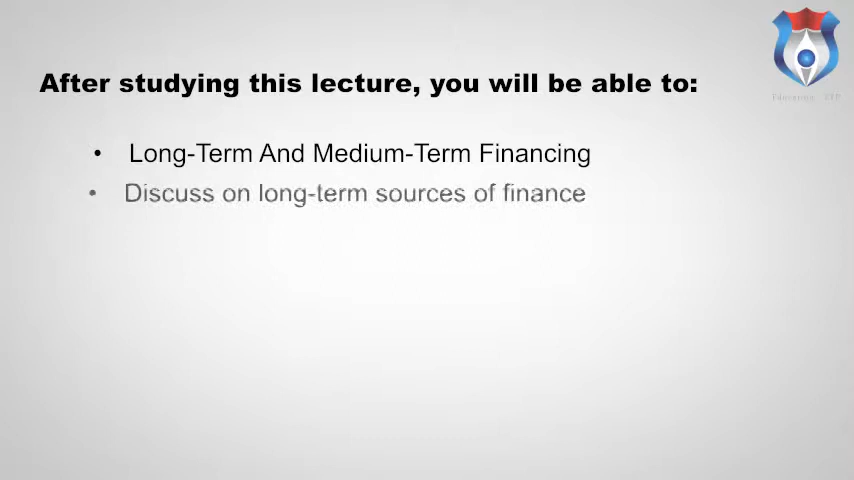 After studying this lecture, you will be able to:
• Long-Term And Medium-Term Financing
• Discuss on long-term sources of finance